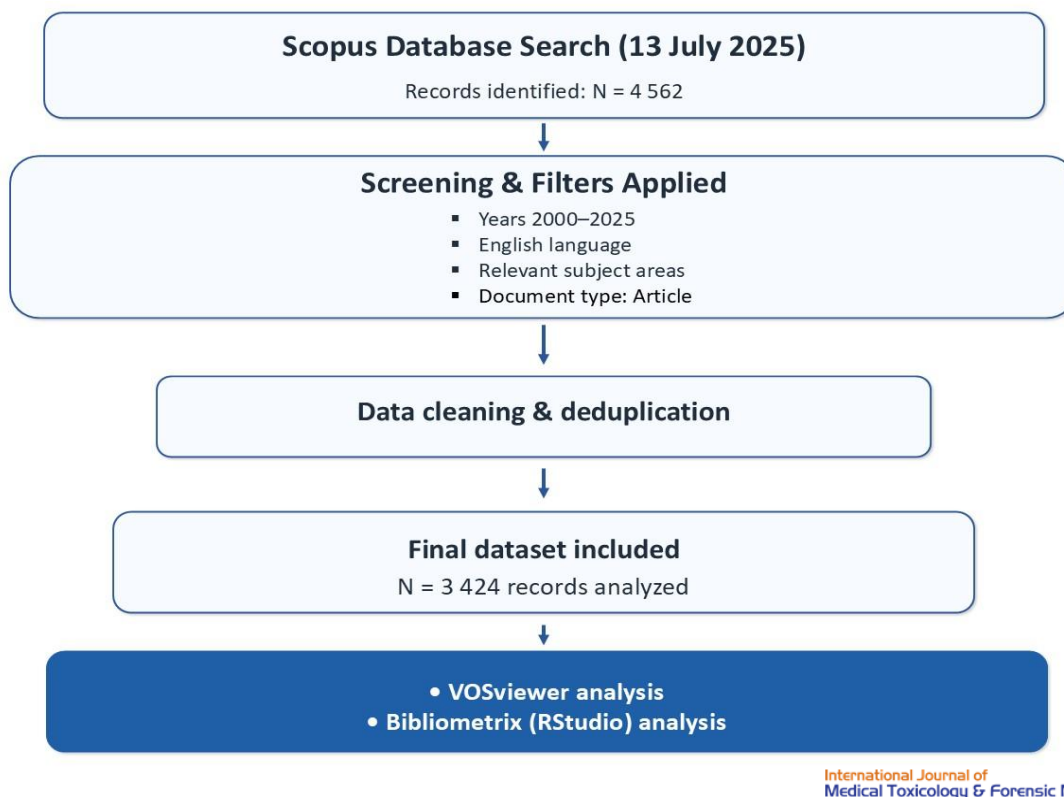 Scopus Database Search (13 July 2025)
Records identified: N = 4 562
Screening & Filters Applied
▪ Years 2000–2025
▪ English language
▪ Relevant subject areas
▪ Document type: Article
Data cleaning & deduplication
Final dataset included
N = 3 424 records analyzed
• VOSviewer analysis
• Bibliometrix (RStudio) analysis
International Journal of
Medical Toxicology & Forensic